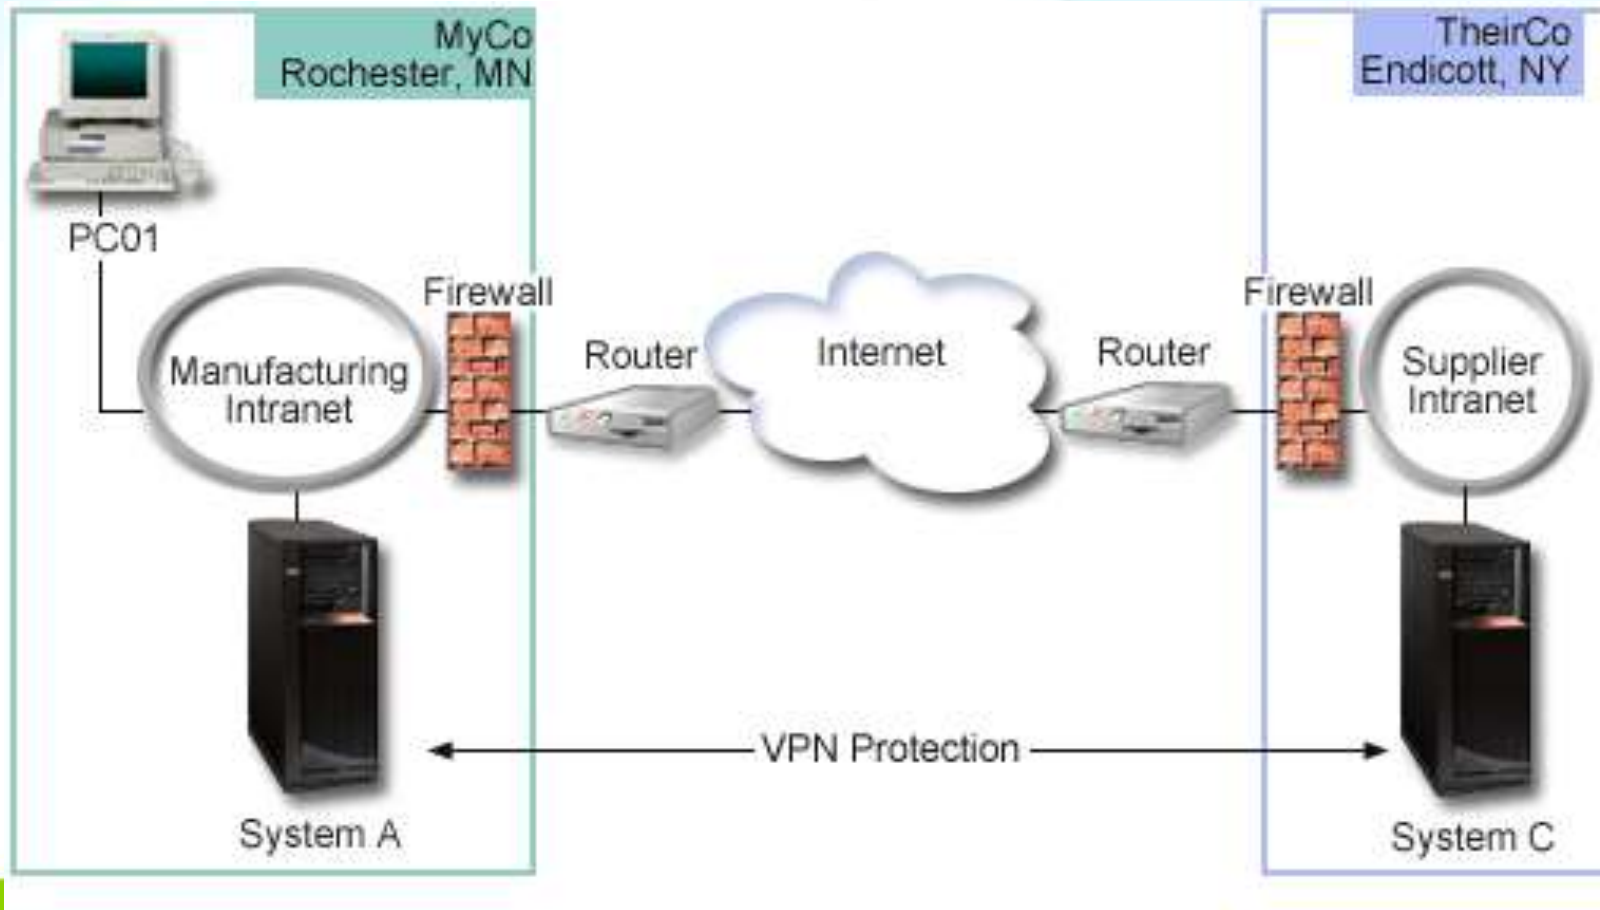 MyCo
Rochester, MN
TheirCo
Endicott, NY
PC01
Firewall
Manufacturing
Intranet
Router
Internet
Router
Firewall
Supplier
Intranet
VPN Protection
System A
System C